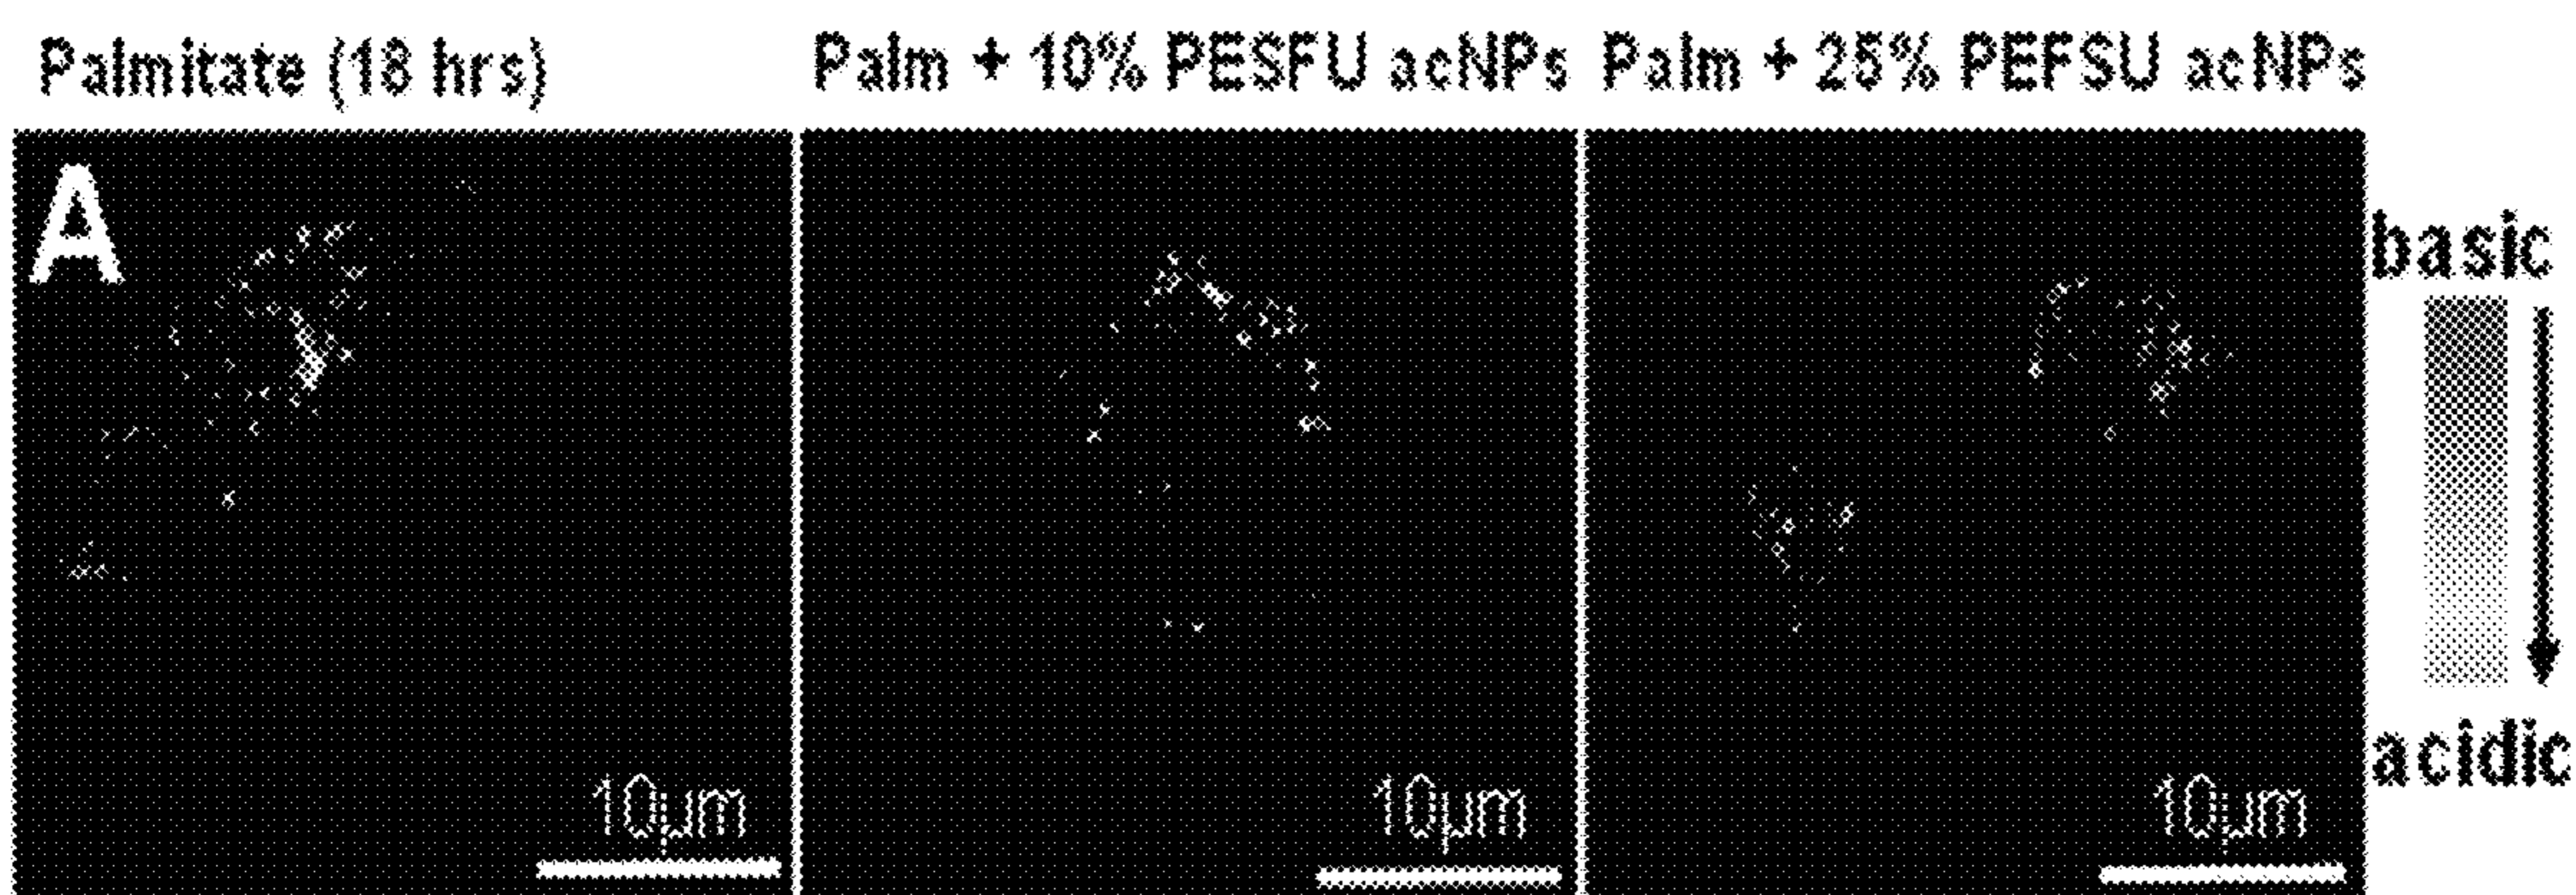 Palmitate (18 hrs)
Palm + 10% PESFU acNPs
Palm + 25% PEFSU acNPs
A
basic
acidic
10µm
10µm
10µm